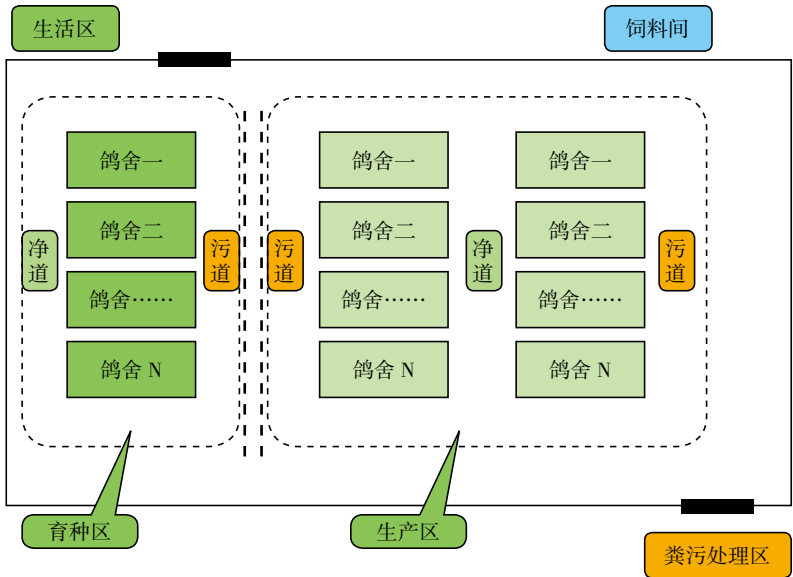 生活区
饲料间
鸽舍一
鸽舍二
鸽舍……
鸽舍 N
净
道
污
道
污
道
鸽舍一
鸽舍二
鸽舍……
鸽舍 N
净
道
鸽舍一
鸽舍二
鸽舍……
鸽舍 N
污
道
育种区
生产区
粪污处理区